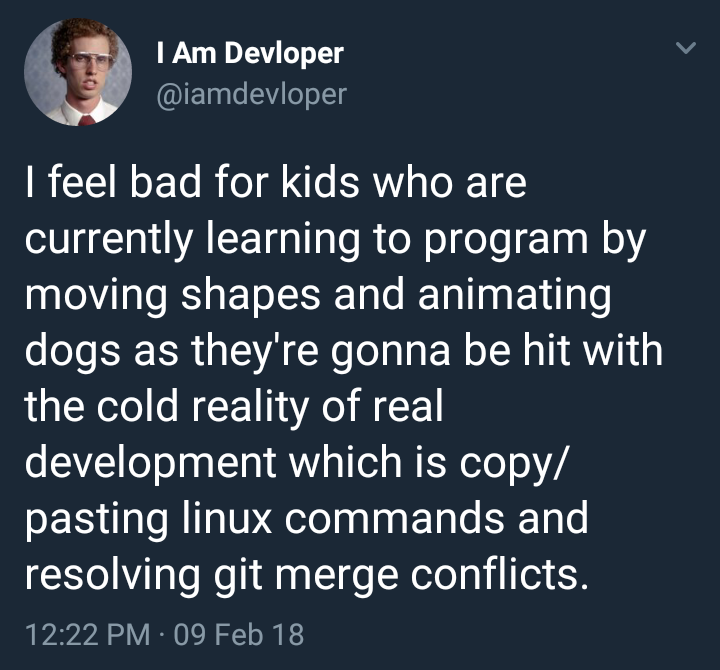 I Am Devloper
@iamdevloper
I feel bad for kids who are
currently learning to program by
moving shapes and animating
dogs as they're gonna be hit with
the cold reality of real
development which is copy/
pasting linux commands and
resolving git merge conflicts.
12:22 PM · 09 Feb 18